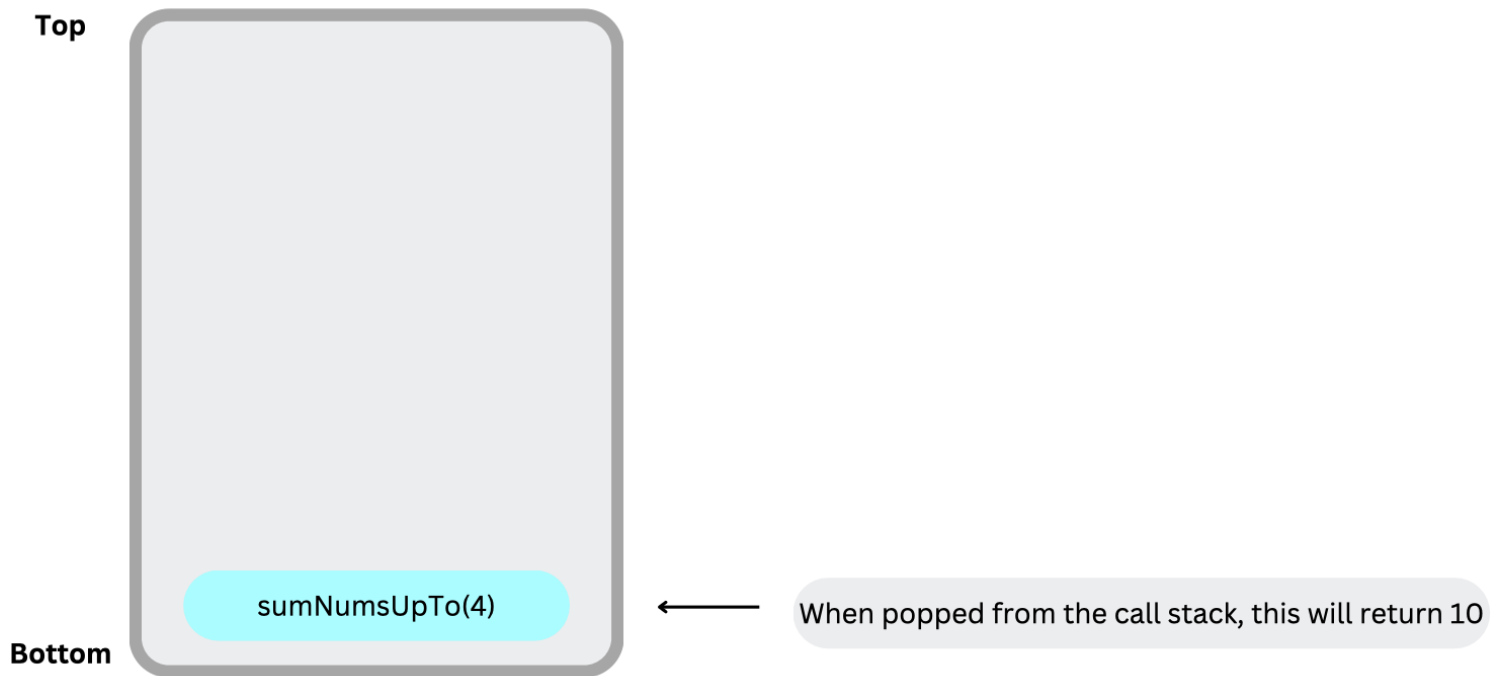 Top
sumNumsUpTo(4)
When popped from the call stack, this will return 10
Bottom